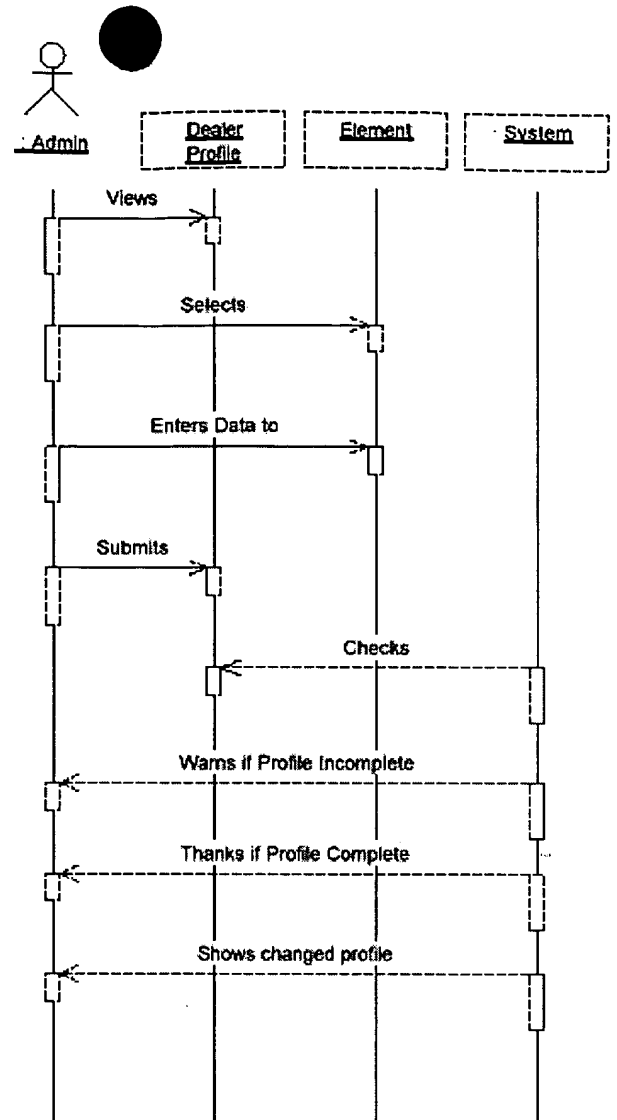 : Admin
Dealer
Profile
Element
System
Views
Selects
Enters Data to
Submits
Checks
Warns if Profile Incomplete
Thanks if Profile Complete
Shows changed profile